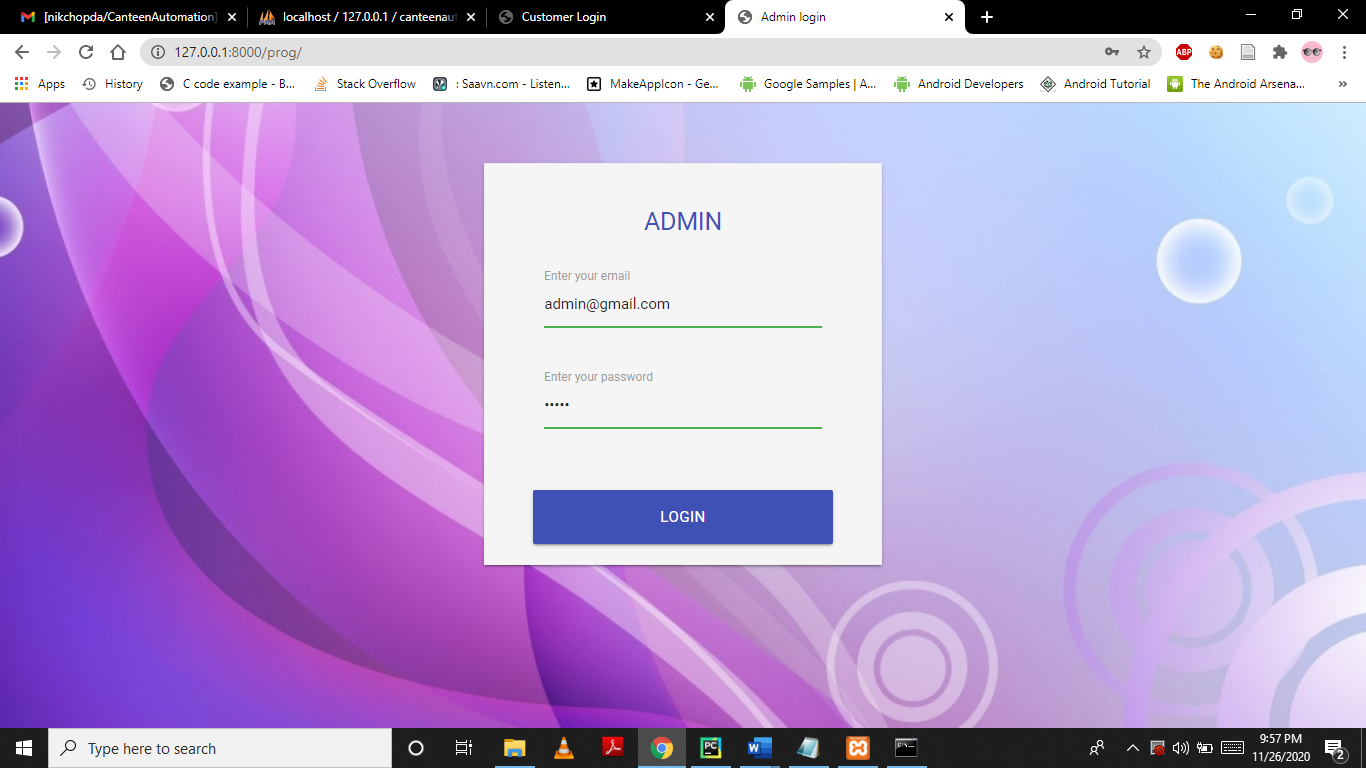 [nikchopda/CanteenAutomation]
localhost / 127.0.0.1 / canteenaut
Customer Login
Admin login
127.0.0.1:8000/prog/
ABP
Apps
History
C code example - B...
Stack Overflow
: Saavn.com - Listen...
MakeAppIcon - Ge...
Google Samples | A...
Android Developers
Android Tutorial
The Android Arsena...
»
ADMIN
Enter your email
admin@gmail.com
Enter your password
•••••
LOGIN
Type here to search
PC
W
9:57 PM
11/26/2020
2